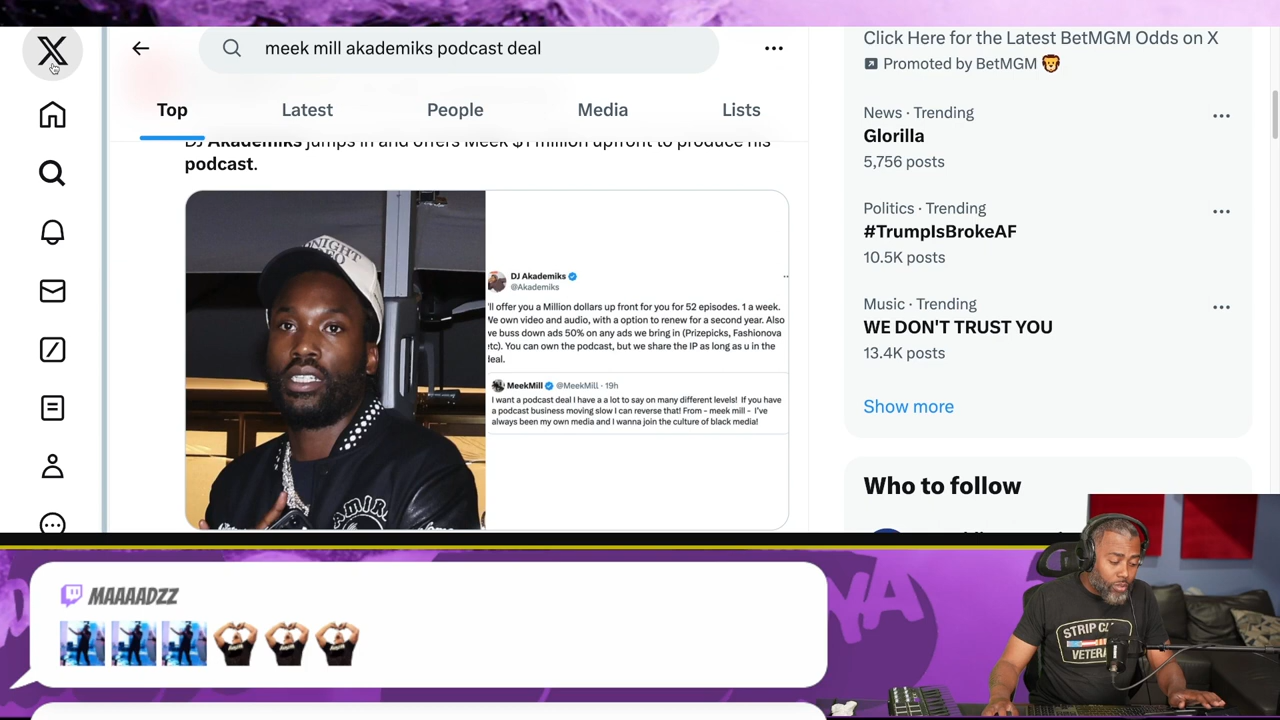 meek mill akademiks podcast deal
Top
Latest
People
Media
Lists
DJ Akademiks jumps in and offers Meek $1 million upfront to produce his
podcast.
NIGHT
DJ Akademiks
@Akademiks
'll offer you a Million dollars up front for you for 52 episodes. 1 a week.
We own video and audio, with a option to renew for a second year. Also
we buss down ads 50% on any ads we bring in (Prizepicks, Fashionova
etc). You can own the podcast, but we share the IP as long as u in the
deal.
MeekMill @MeekMill · 19h
I want a podcast deal I have a a lot to say on many different levels! If you have
a podcast business moving slow I can reverse that! From - meek mill - I've
always been my own media and I wanna join the culture of black media!
AMIRI
Click Here for the Latest BetMGM Odds on X
Promoted by BetMGM
News · Trending
Glorilla
5,756 posts
Politics · Trending
#TrumpIsBrokeAF
10.5K posts
Music · Trending
WE DON'T TRUST YOU
13.4K posts
Show more
Who to follow
MAAAADZZ
YA
STRIP CL
VETERA